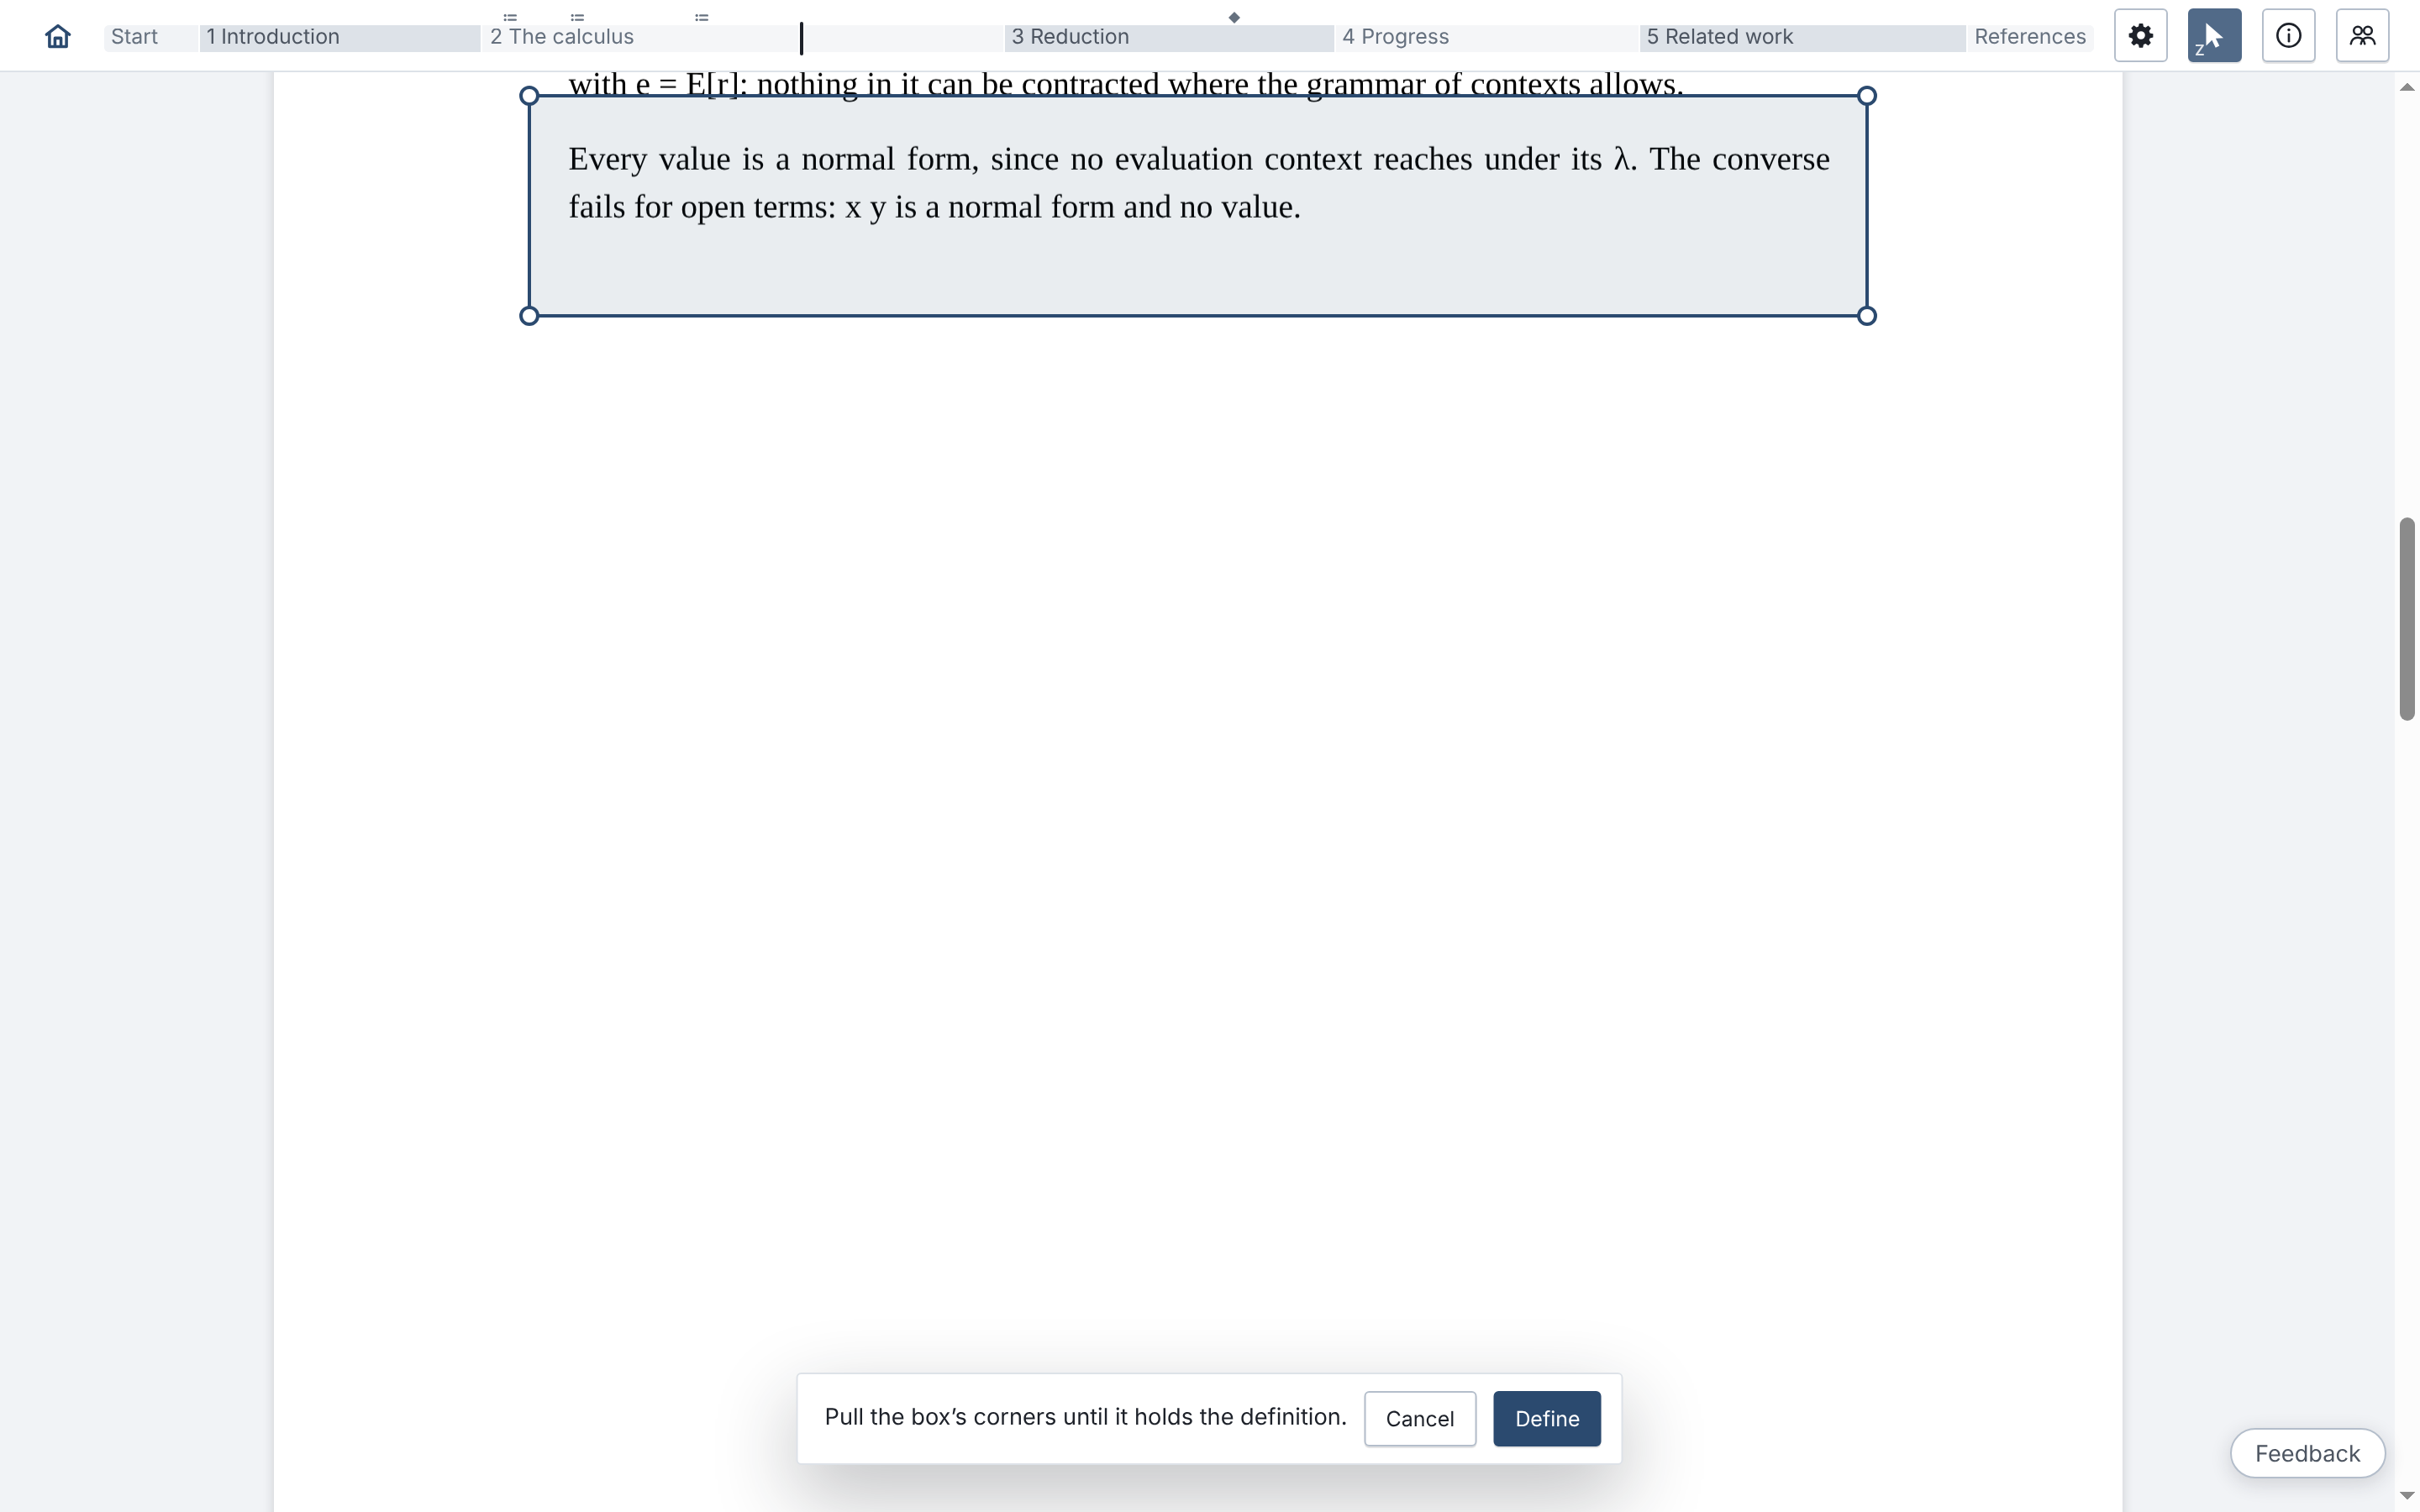 Start
1 Introduction
2 The calculus
3 Reduction
4 Progress
5 Related work
References
Z
with e = E[r]: nothing in it can be contracted where the grammar of contexts allows.
Every value is a normal form, since no evaluation context reaches under its λ. The converse
fails for open terms: x y is a normal form and no value.
Pull the box’s corners until it holds the definition.
Cancel
Define
Feedback